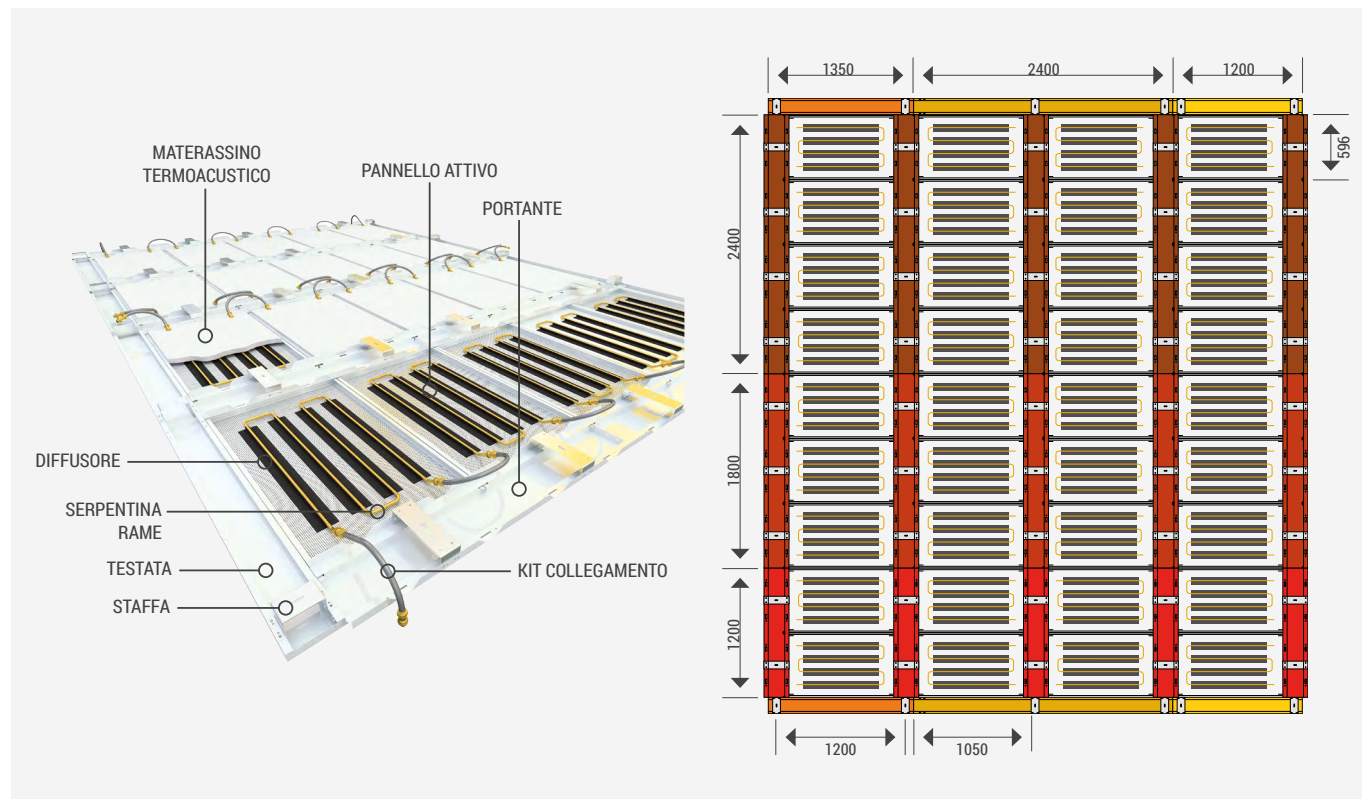 MATERASSINO
TERMOACUSTICO
PANNELLO ATTIVO
PORTANTE
DIFFUSORE
SERPENTINA
RAME
TESTATA
STAFFA
KIT COLLEGAMENTO
1350
2400
1200
596
2400
1800
1200
1200
1050